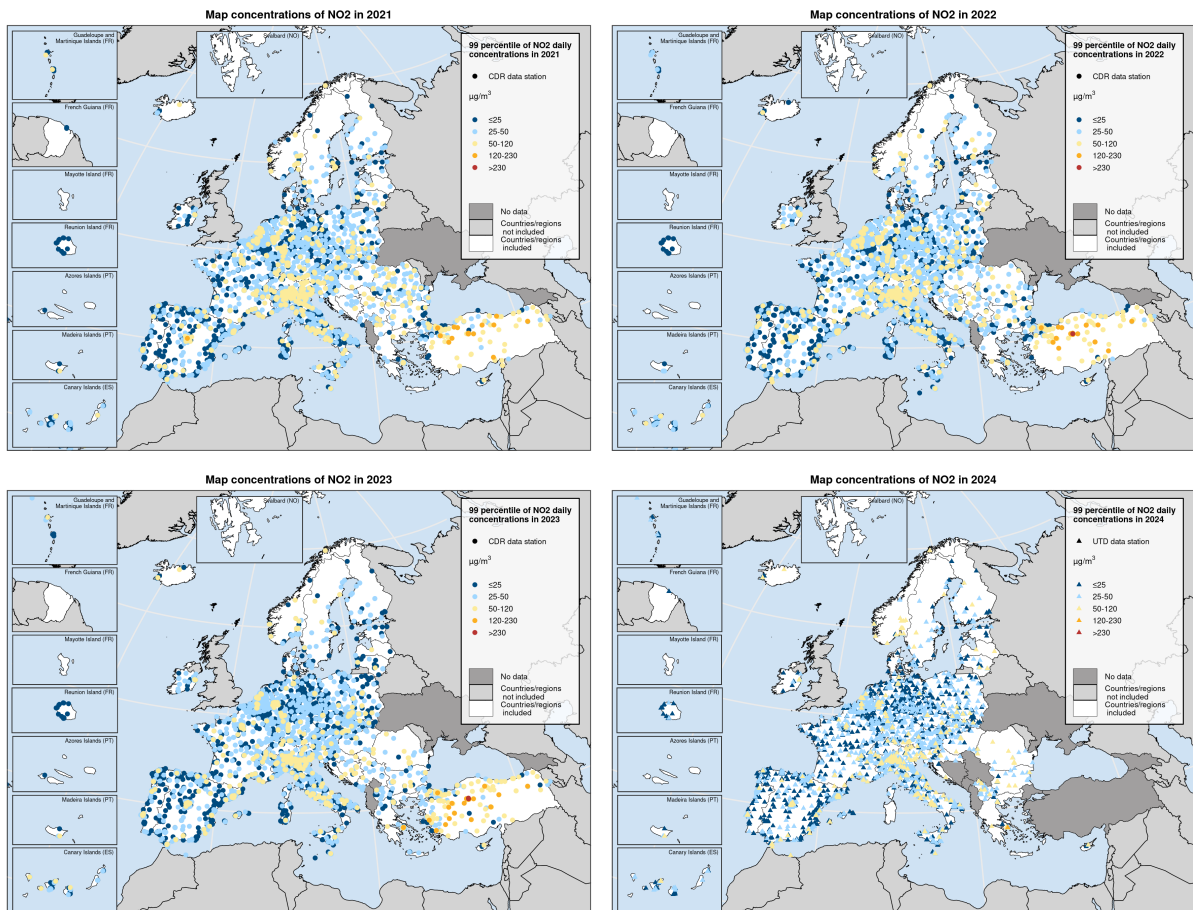 Map concentrations of NO2 in 2021
Guadeloupe and
Martinique Islands (FR)
Svalbard (NO)
French Guiana (FR)
Mayotte Island (FR)
Reunion Island (FR)
Azores Islands (PT)
Madeira Islands (PT)
Canary Islands (ES)
99 percentile of NO2 daily
concentrations in 2021
CDR data station
µg/m³
≤25
25-50
50-120
120-230
>230
No data
Countries/regions
not included
Countries/regions
included
Map concentrations of NO2 in 2022
Guadeloupe and
Martinique Islands (FR)
Svalbard (NO)
French Guiana (FR)
Mayotte Island (FR)
Reunion Island (FR)
Azores Islands (PT)
Madeira Islands (PT)
Canary Islands (ES)
99 percentile of NO2 daily
concentrations in 2022
CDR data station
µg/m³
≤25
25-50
50-120
120-230
>230
No data
Countries/regions
not included
Countries/regions
included
Map concentrations of NO2 in 2023
Guadeloupe and
Martinique Islands (FR)
Svalbard (NO)
French Guiana (FR)
Mayotte Island (FR)
Reunion Island (FR)
Azores Islands (PT)
Madeira Islands (PT)
Canary Islands (ES)
99 percentile of NO2 daily
concentrations in 2023
CDR data station
µg/m³
≤25
25-50
50-120
120-230
>230
No data
Countries/regions
not included
Countries/regions
included
Map concentrations of NO2 in 2024
Guadeloupe and
Martinique Islands (FR)
Svalbard (NO)
French Guiana (FR)
Mayotte Island (FR)
Reunion Island (FR)
Azores Islands (PT)
Madeira Islands (PT)
Canary Islands (ES)
99 percentile of NO2 daily
concentrations in 2024
UTD data station
µg/m³
≤25
25-50
50-120
120-230
>230
No data
Countries/regions
not included
Countries/regions
included